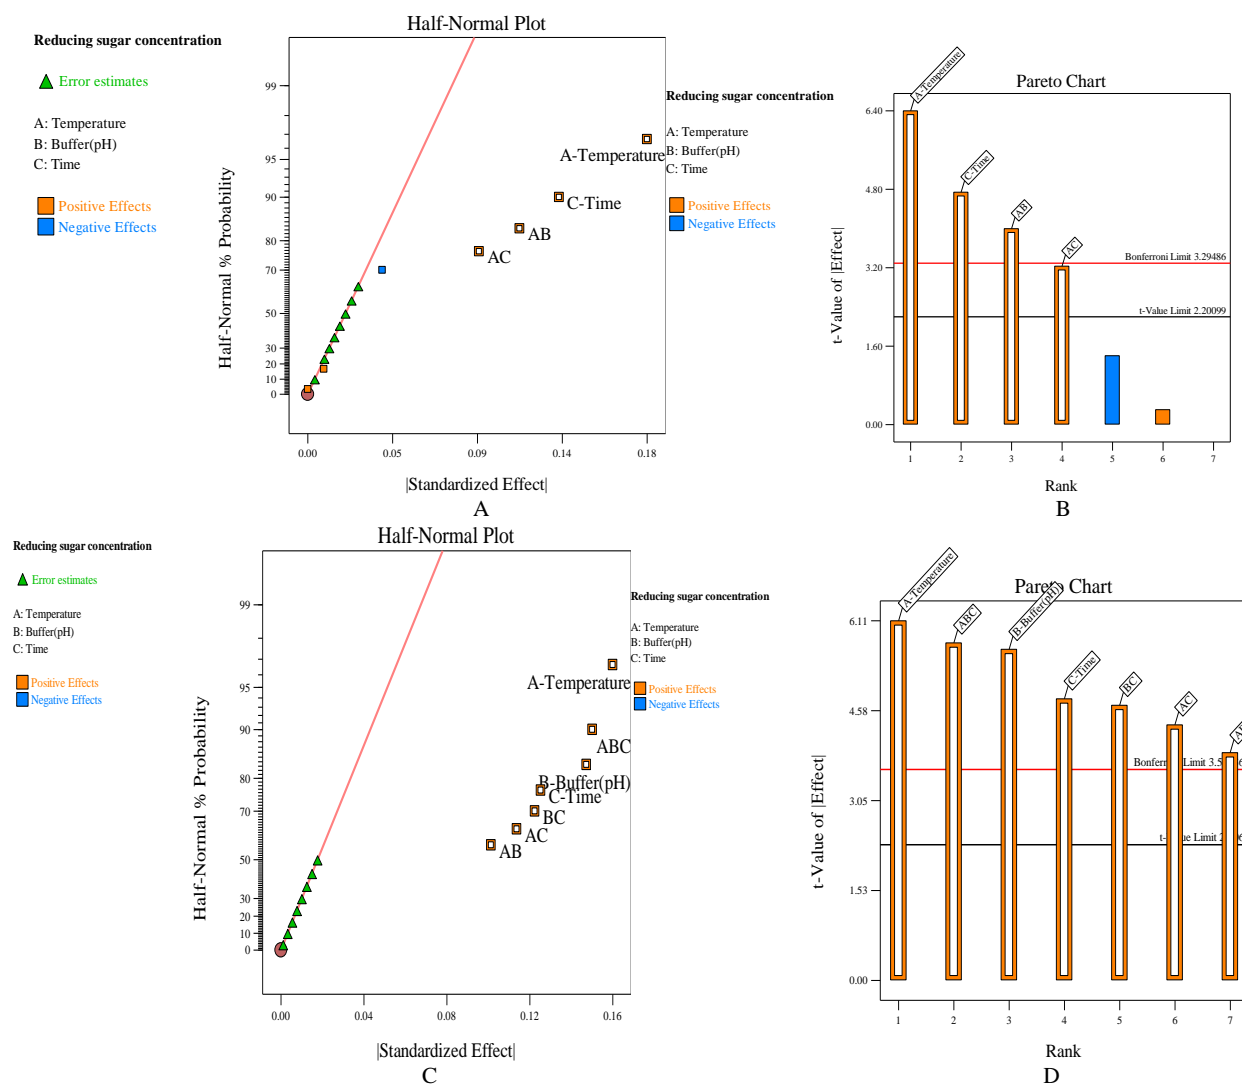 Half-Normal Plot
Reducing sugar concentration
Error estimates
A: Temperature
B: Buffer(pH)
C: Time
Positive Effects
Negative Effects
Half-Normal % Probability
99
95
90
80
70
50
30
20
10
0
A-Temperature
C-Time
AB
AC
0.00
0.05
0.09
0.14
0.18
|Standardized Effect|
A
Pareto Chart
Reducing sugar concentration
A: Temperature
B: Buffer(pH)
C: Time
Positive Effects
Negative Effects
t-Value of |Effect|
6.40
4.80
3.20
1.60
0.00
A-Temperature
C-Time
AB
AC
Bonferroni Limit 3.29486
t-Value Limit 2.20099
1
2
3
4
5
6
7
Rank
B
Half-Normal Plot
Reducing sugar concentration
Error estimates
A: Temperature
B: Buffer(pH)
C: Time
Positive Effects
Negative Effects
Half-Normal % Probability
99
95
90
80
70
50
30
20
10
0
A-Temperature
ABC
B-Buffer(pH)
C-Time
BC
AC
AB
0.00
0.04
0.08
0.12
0.16
|Standardized Effect|
C
Pareto Chart
Reducing sugar concentration
A: Temperature
B: Buffer(pH)
C: Time
Positive Effects
Negative Effects
t-Value of |Effect|
6.11
4.58
3.05
1.53
0.00
A-Temperature
ABC
B-Buffer(pH)
C-Time
BC
AC
Limit
Limit
1
2
3
4
5
6
7
Rank
D